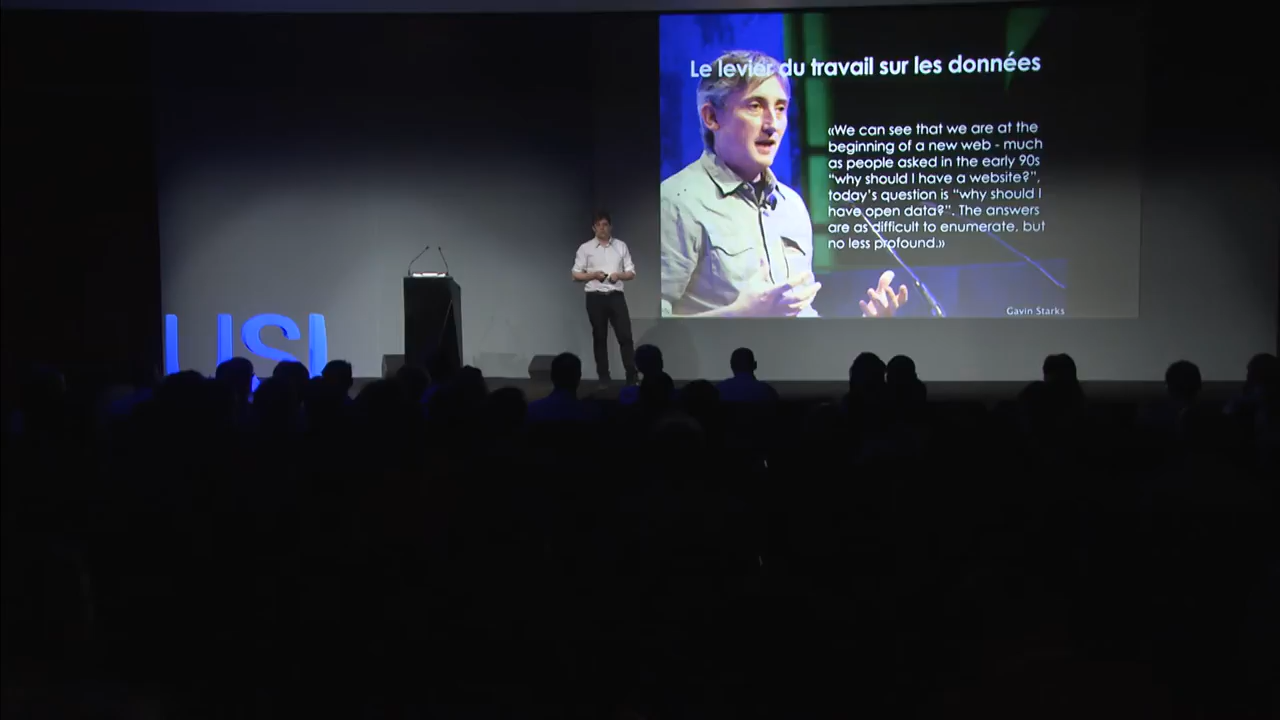 Le levier du travail sur les données
«We can see that we are at the
beginning of a new web - much
as people asked in the early 90s
“why should I have a website?”,
today’s question is “why should I
have open data?”. The answers
are as difficult to enumerate, but
no less profound.»
Gavin Starks
USI